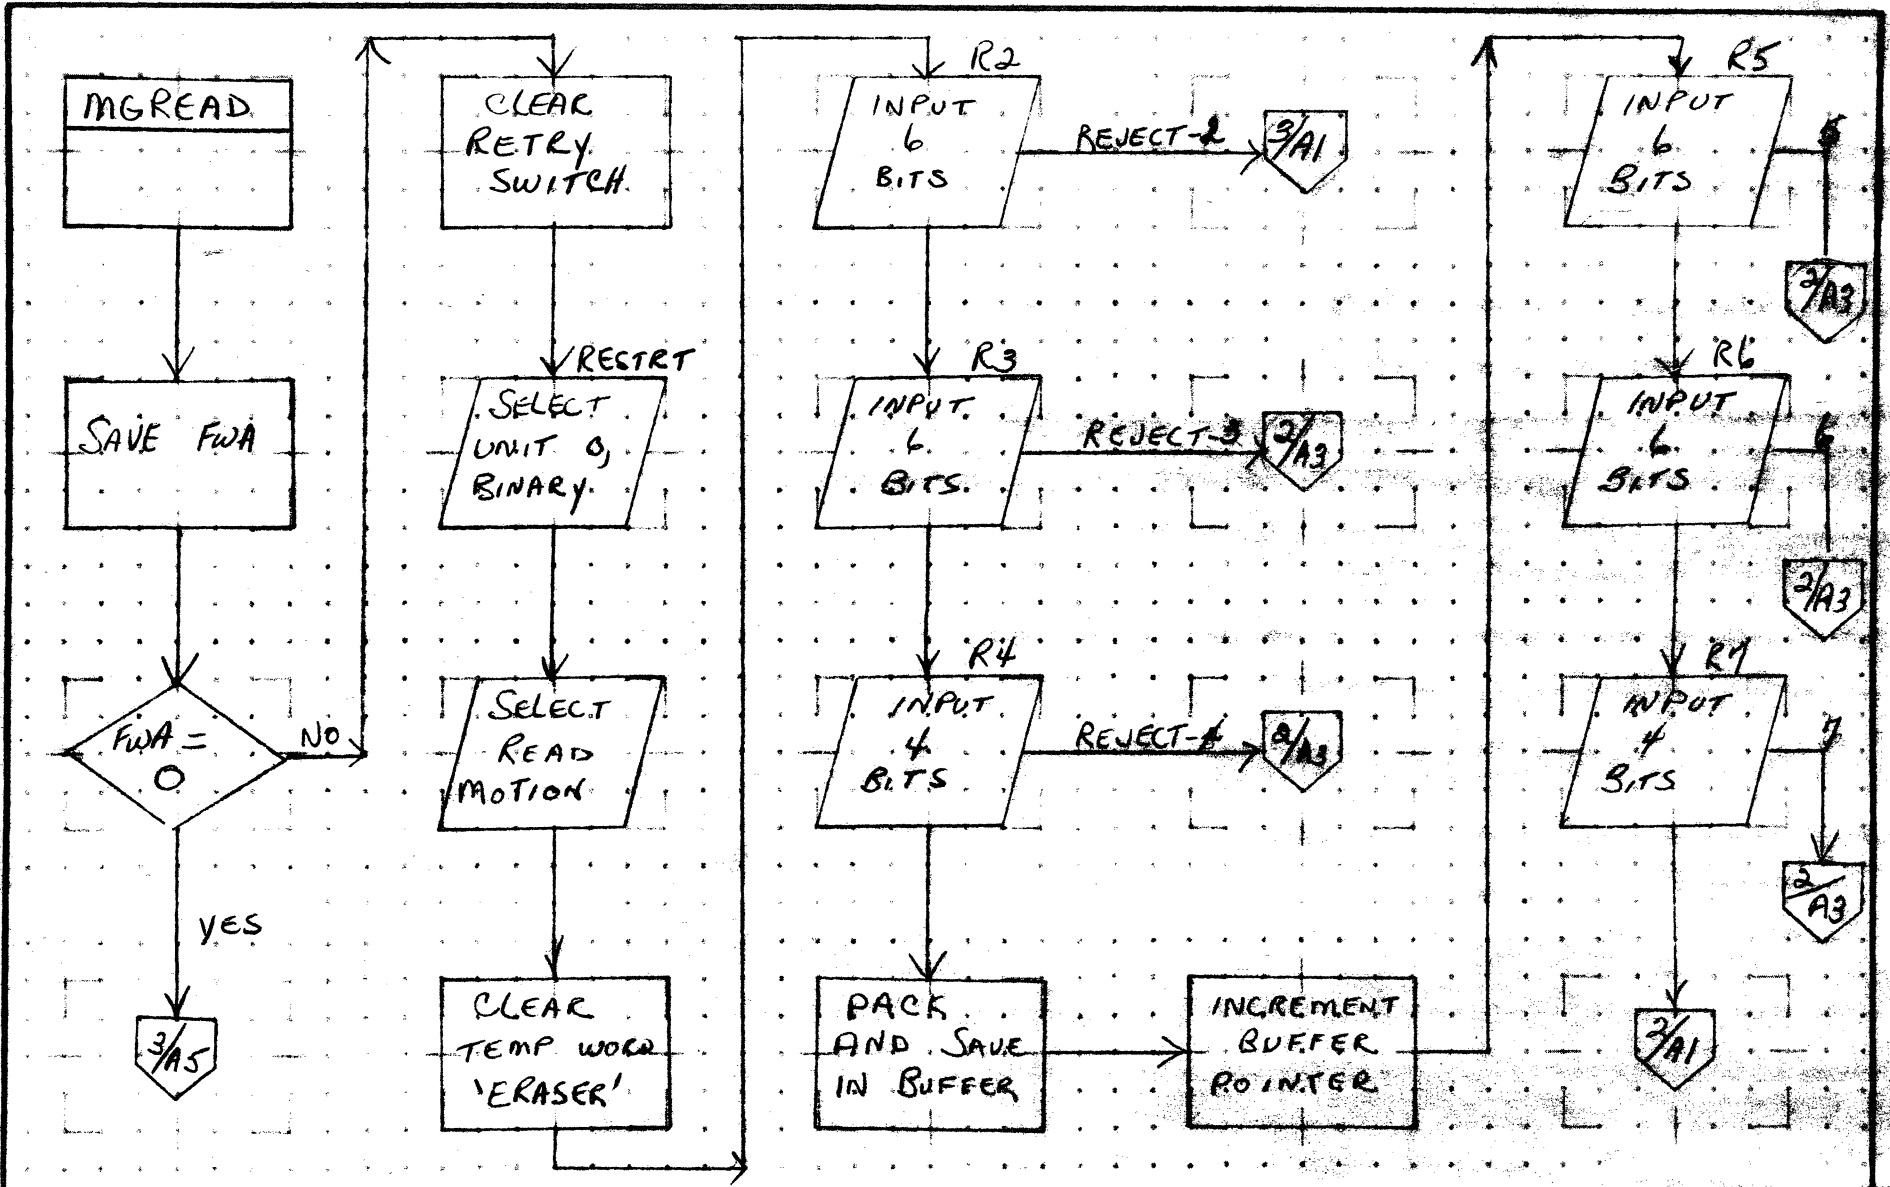 MGREAD
SAVE FWA
FWA =
0
NO
YES
3/A5
CLEAR
RETRY
SWITCH
RESTRT
SELECT
UNIT 0,
BINARY
SELECT
READ
MOTION
CLEAR
TEMP WORD
'ERASER'
R2
INPUT
6
BITS
REJECT-2
3/A1
R3
INPUT
6
BITS
REJECT-3
2/A3
R4
INPUT
4
BITS
REJECT-4
2/A3
PACK
AND SAVE
IN BUFFER
INCREMENT
BUFFER
POINTER
R5
INPUT
6
BITS
5
2/A3
R6
INPUT
6
BITS
6
2/A3
R7
INPUT
4
BITS
7
2/A3
2/A1